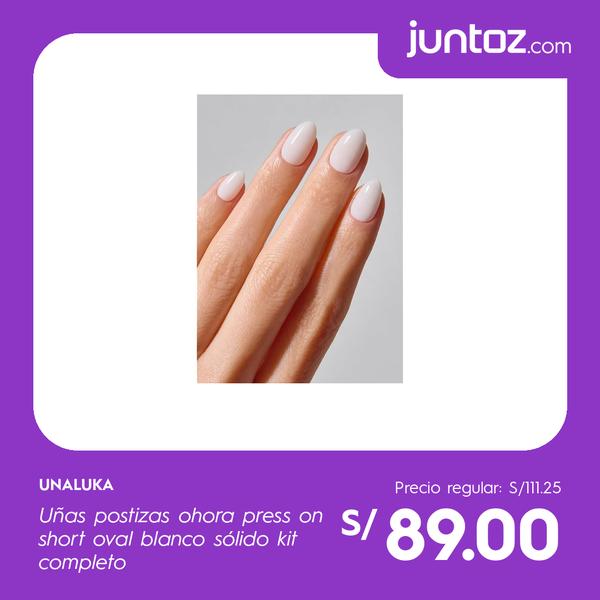 juntoz.com
UNALUKA
Uñas postizas ohora press on
short oval blanco sólido kit
completo
Precio regular: S/111.25
S/ 89.00